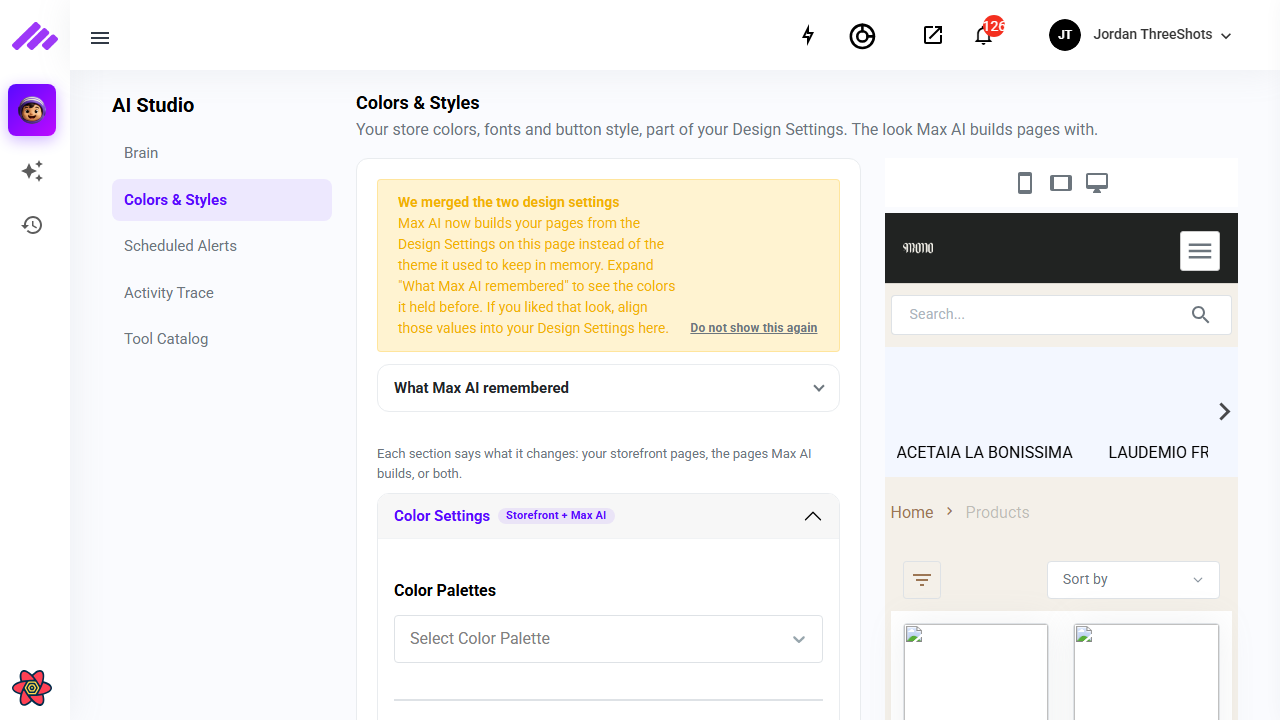 126
JT
Jordan ThreeShots
AI Studio
Brain
Colors & Styles
Scheduled Alerts
Activity Trace
Tool Catalog
Colors & Styles
Your store colors, fonts and button style, part of your Design Settings. The look Max AI builds pages with.
We merged the two design settings
Max AI now builds your pages from the
Design Settings on this page instead of the
theme it used to keep in memory. Expand
"What Max AI remembered" to see the colors
it held before. If you liked that look, align
those values into your Design Settings here.
Do not show this again
What Max AI remembered
Each section says what it changes: your storefront pages, the pages Max AI
builds, or both.
Color Settings
Storefront + Max AI
Color Palettes
Select Color Palette
Search...
ACETAIA LA BONISSIMA
LAUDEMIO FR
Home
Products
Sort by